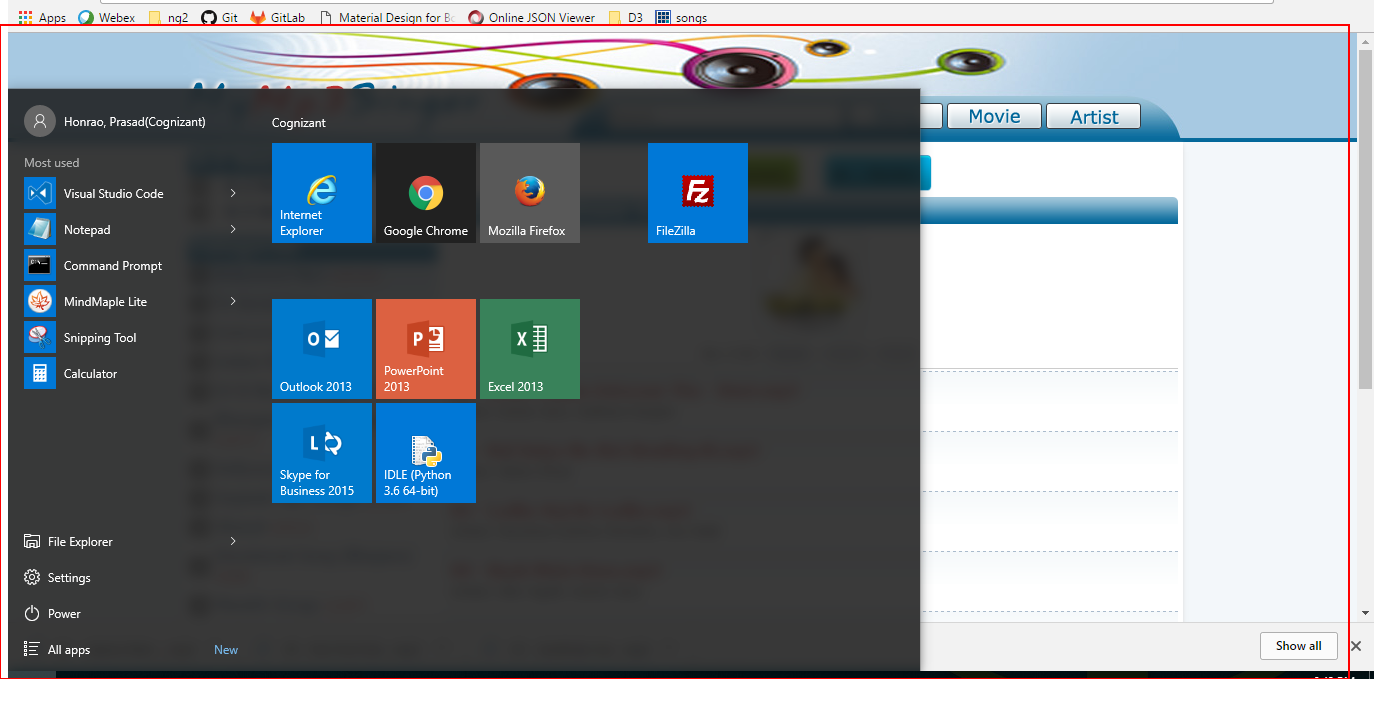 Apps Webex ng2 Git GitLab Material Design for Online JSON Viewer D3 songs
Movie Artist
Honrao, Prasad(Cognizant)
Most used
Visual Studio Code
Notepad
Command Prompt
MindMaple Lite
Snipping Tool
Calculator
File Explorer
Settings
Power
All apps New
Cognizant
Internet
Explorer
Google Chrome
Mozilla Firefox
FileZilla
Outlook 2013
PowerPoint
2013
Excel 2013
Skype for
Business 2015
IDLE (Python
3.6 64-bit)
Show all